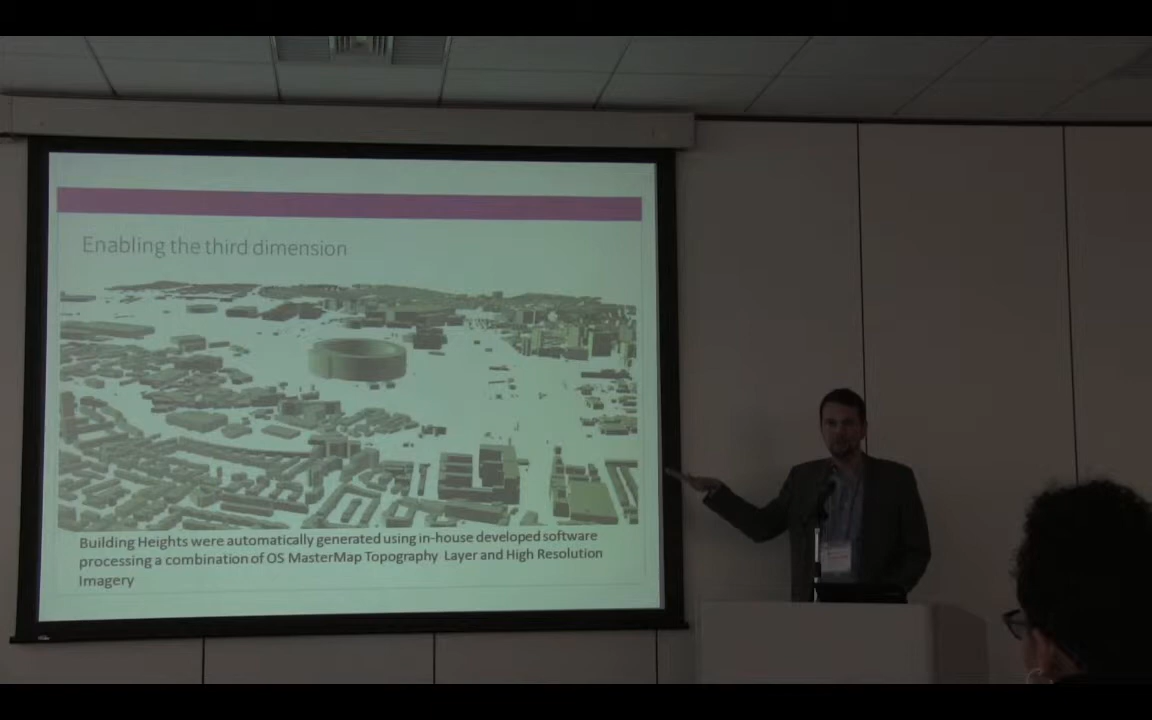 Enabling the third dimension
Building Heights were automatically generated using in-house developed software
processing a combination of OS MasterMap Topography Layer and High Resolution
Imagery